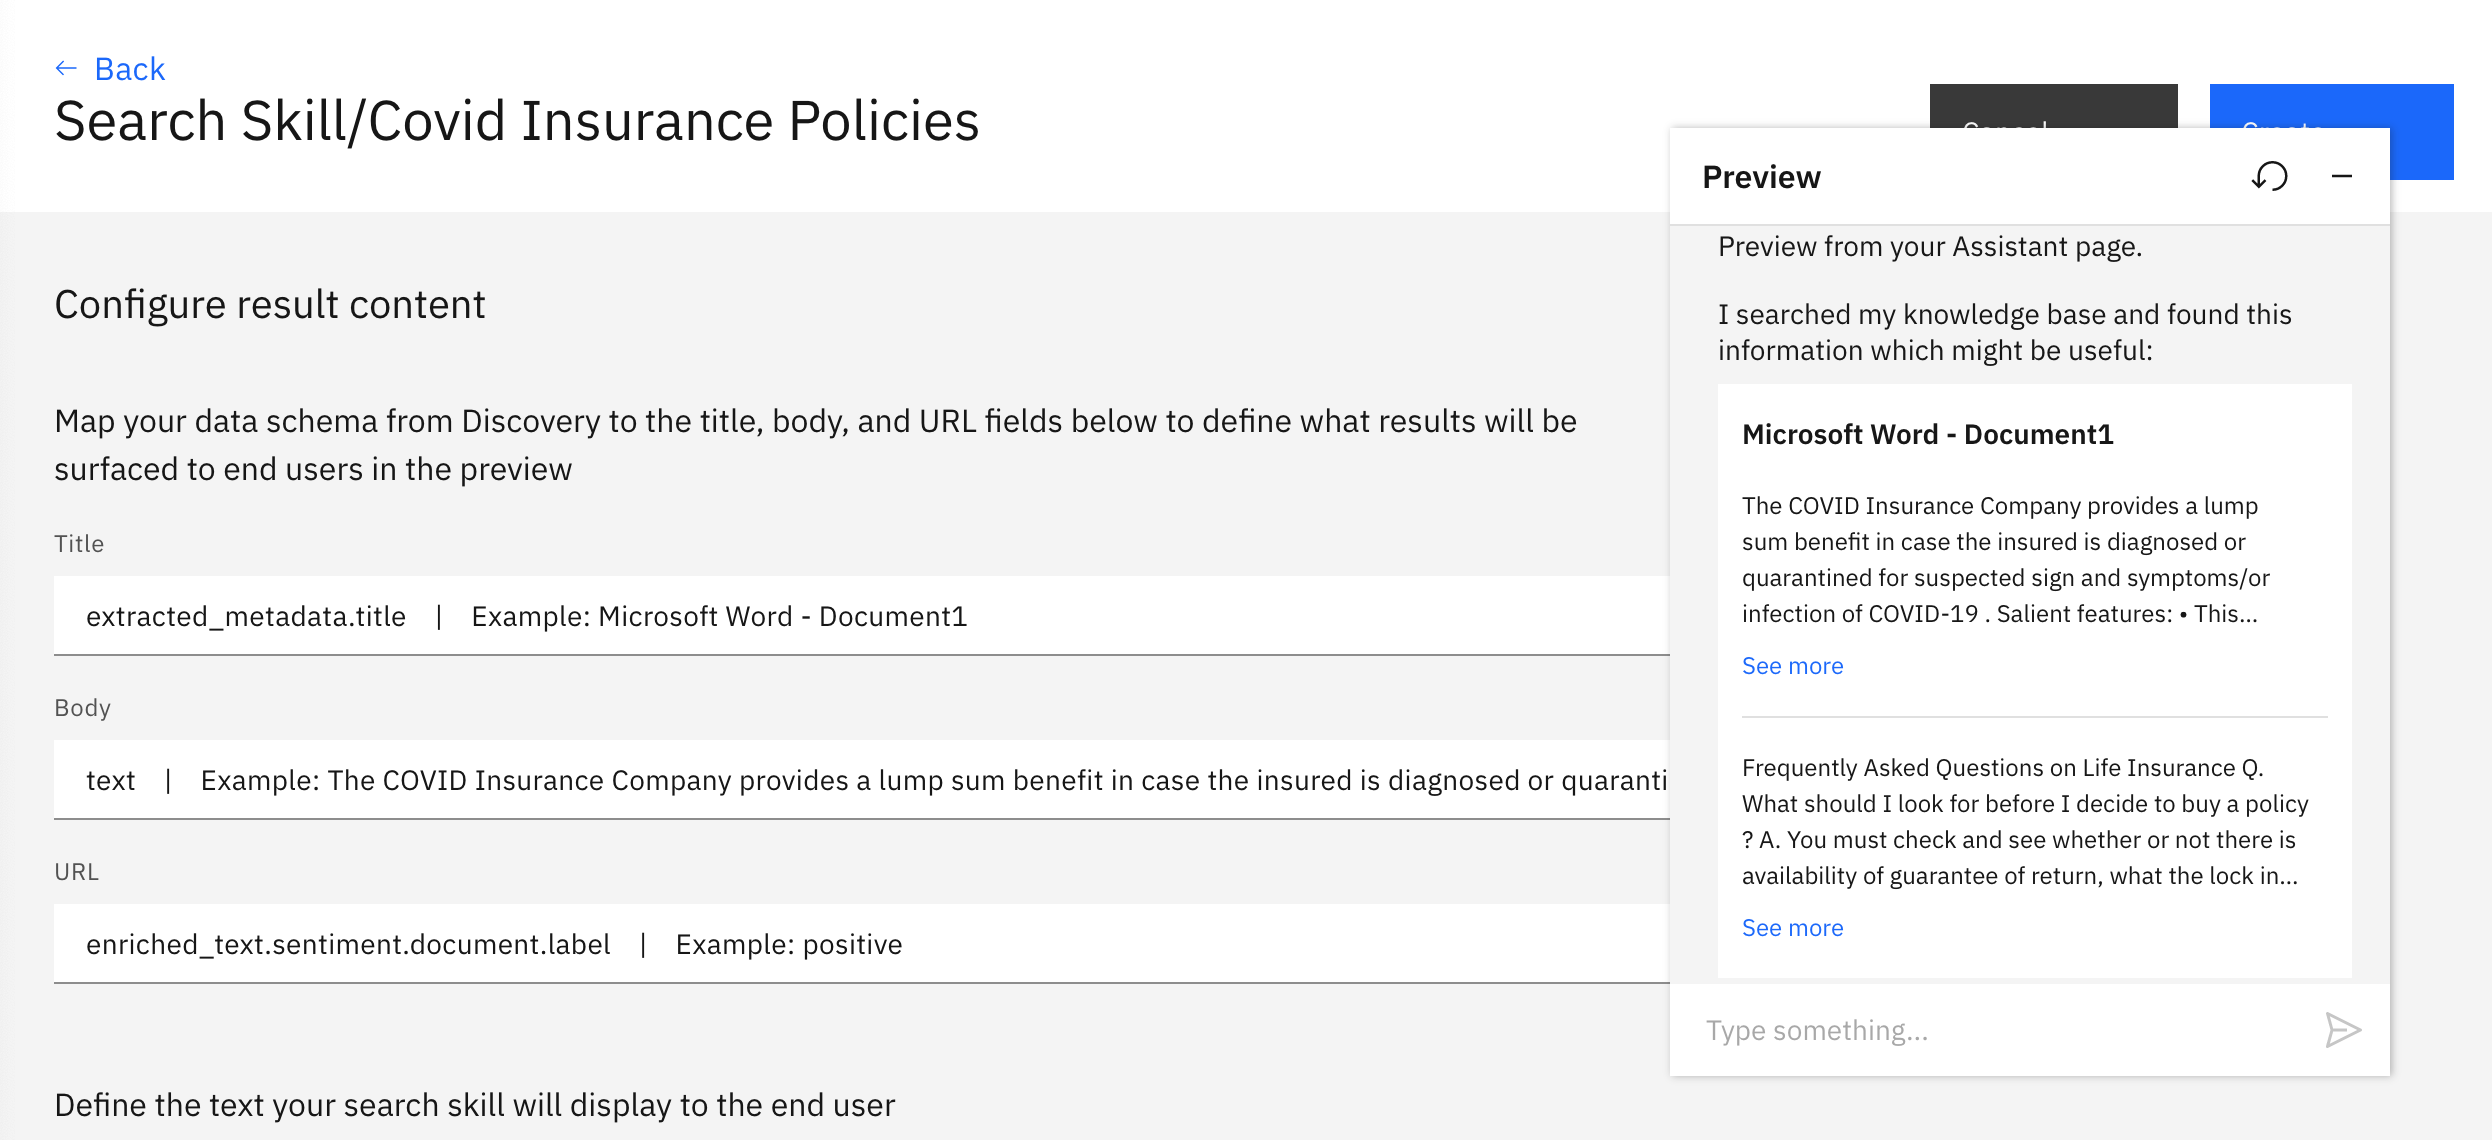 ← Back
Search Skill/Covid Insurance Policies
Cancel
Create
Configure result content
Map your data schema from Discovery to the title, body, and URL fields below to define what results will be
surfaced to end users in the preview
Title
extracted_metadata.title | Example: Microsoft Word - Document1
Body
text | Example: The COVID Insurance Company provides a lump sum benefit in case the insured is diagnosed or quaranti
URL
enriched_text.sentiment.document.label | Example: positive
Define the text your search skill will display to the end user
Preview
Preview from your Assistant page.
I searched my knowledge base and found this
information which might be useful:
Microsoft Word - Document1
The COVID Insurance Company provides a lump
sum benefit in case the insured is diagnosed or
quarantined for suspected sign and symptoms/or
infection of COVID-19 . Salient features: • This...
See more
Frequently Asked Questions on Life Insurance Q.
What should I look for before I decide to buy a policy
? A. You must check and see whether or not there is
availability of guarantee of return, what the lock in...
See more
Type something...